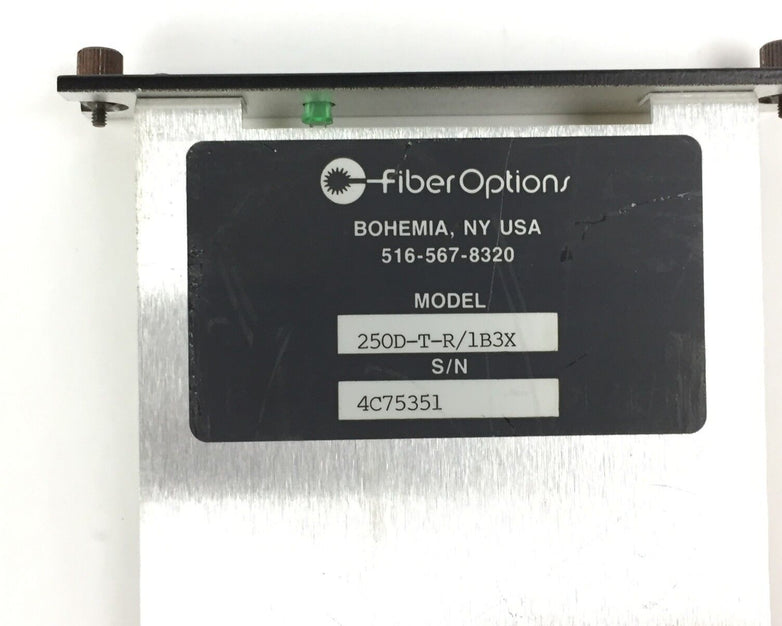 fiberOptions
BOHEMIA, NY USA
516-567-8320
MODEL
250D-T-R/1B3X
S/N
4C75351